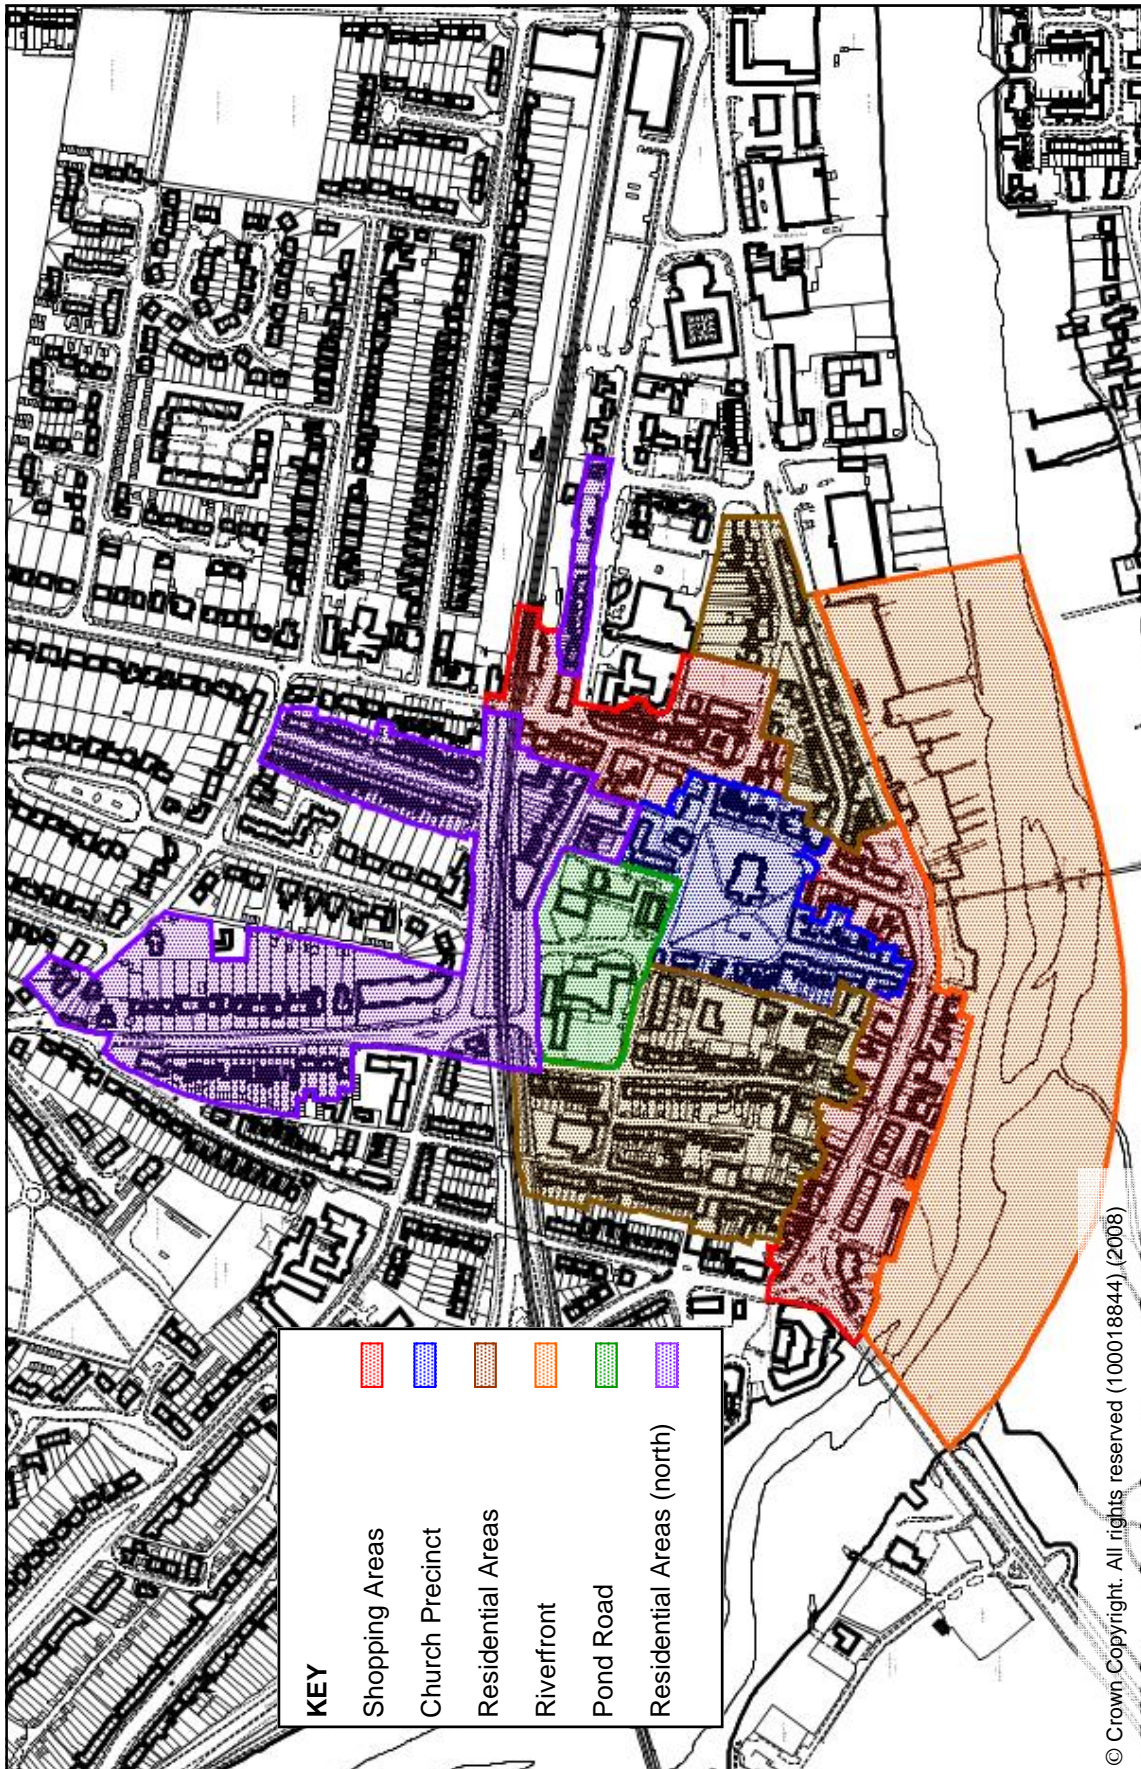 KEY
Shopping Areas
Church Precinct
Residential Areas
Riverfront
Pond Road
Residential Areas (north)
© Crown Copyright. All rights reserved (100018844) (2008)